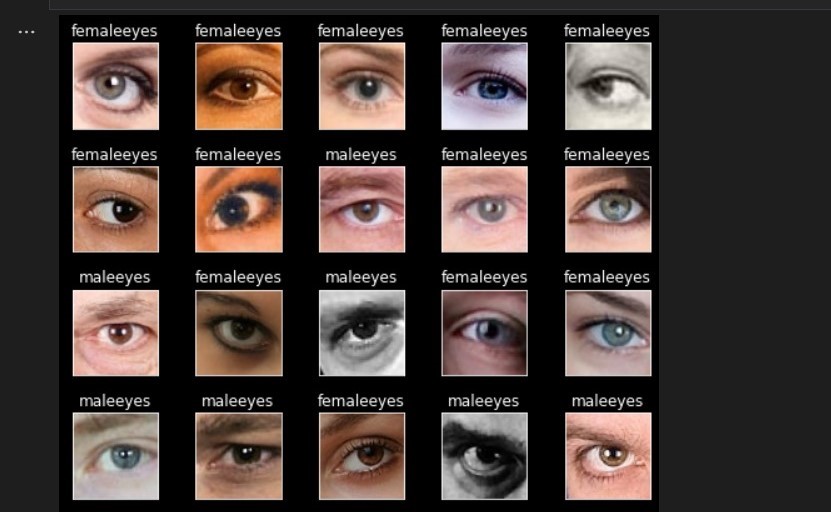 femaleeyes femaleeyes femaleeyes femaleeyes femaleeyes
femaleeyes femaleeyes maleeyes femaleeyes femaleeyes
maleeyes femaleeyes maleeyes femaleeyes femaleeyes
maleeyes maleeyes femaleeyes maleeyes maleeyes